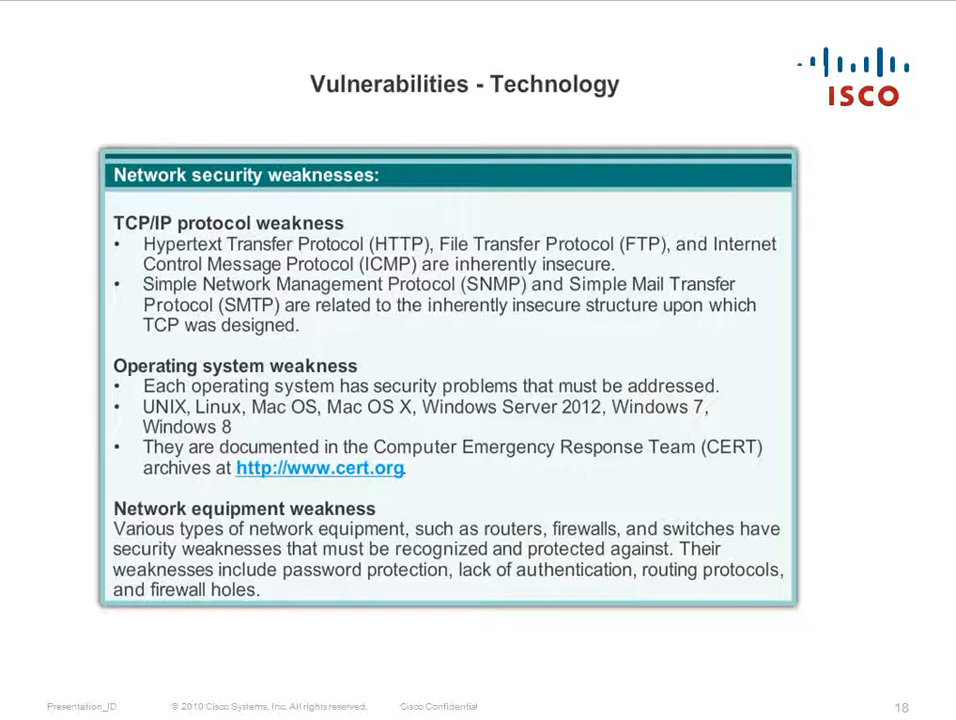 Vulnerabilities - Technology
ISCO
Network security weaknesses:
TCP/IP protocol weakness
• Hypertext Transfer Protocol (HTTP), File Transfer Protocol (FTP), and Internet
Control Message Protocol (ICMP) are inherently insecure.
• Simple Network Management Protocol (SNMP) and Simple Mail Transfer
Protocol (SMTP) are related to the inherently insecure structure upon which
TCP was designed.
Operating system weakness
• Each operating system has security problems that must be addressed.
• UNIX, Linux, Mac OS, Mac OS X, Windows Server 2012, Windows 7,
Windows 8
• They are documented in the Computer Emergency Response Team (CERT)
archives at http://www.cert.org.
Network equipment weakness
Various types of network equipment, such as routers, firewalls, and switches have
security weaknesses that must be recognized and protected against. Their
weaknesses include password protection, lack of authentication, routing protocols,
and firewall holes.
Presentation_ID © 2010 Cisco Systems, Inc. All rights reserved. Cisco Confidential 18